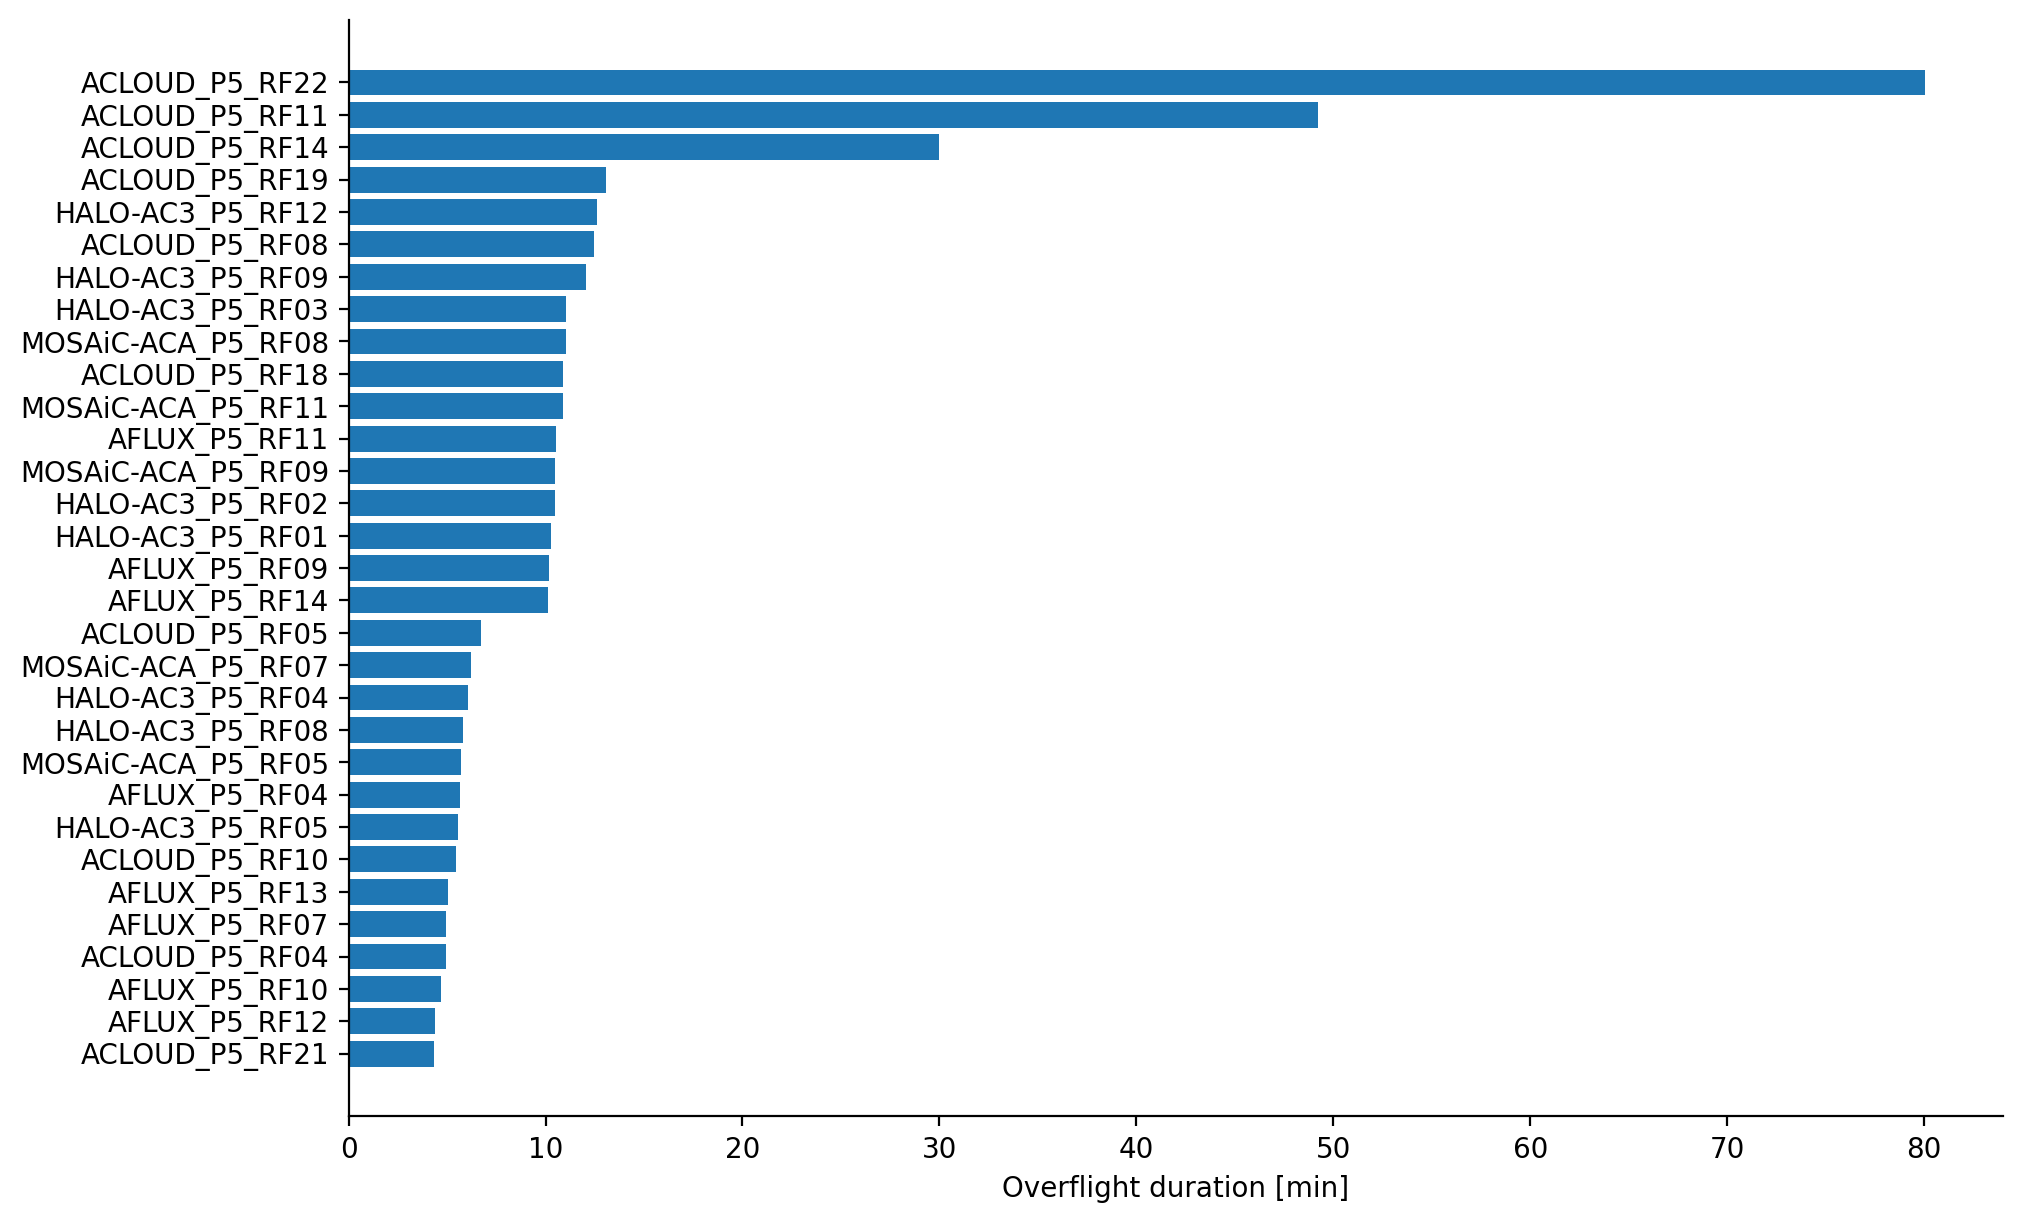 ACLOUD_P5_RF22
ACLOUD_P5_RF11
ACLOUD_P5_RF14
ACLOUD_P5_RF19
HALO-AC3_P5_RF12
ACLOUD_P5_RF08
HALO-AC3_P5_RF09
HALO-AC3_P5_RF03
MOSAiC-ACA_P5_RF08
ACLOUD_P5_RF18
MOSAiC-ACA_P5_RF11
AFLUX_P5_RF11
MOSAiC-ACA_P5_RF09
HALO-AC3_P5_RF02
HALO-AC3_P5_RF01
AFLUX_P5_RF09
AFLUX_P5_RF14
ACLOUD_P5_RF05
MOSAiC-ACA_P5_RF07
HALO-AC3_P5_RF04
HALO-AC3_P5_RF08
MOSAiC-ACA_P5_RF05
AFLUX_P5_RF04
HALO-AC3_P5_RF05
ACLOUD_P5_RF10
AFLUX_P5_RF13
AFLUX_P5_RF07
ACLOUD_P5_RF04
AFLUX_P5_RF10
AFLUX_P5_RF12
ACLOUD_P5_RF21
0 10 20 30 40 50 60 70 80
Overflight duration [min]